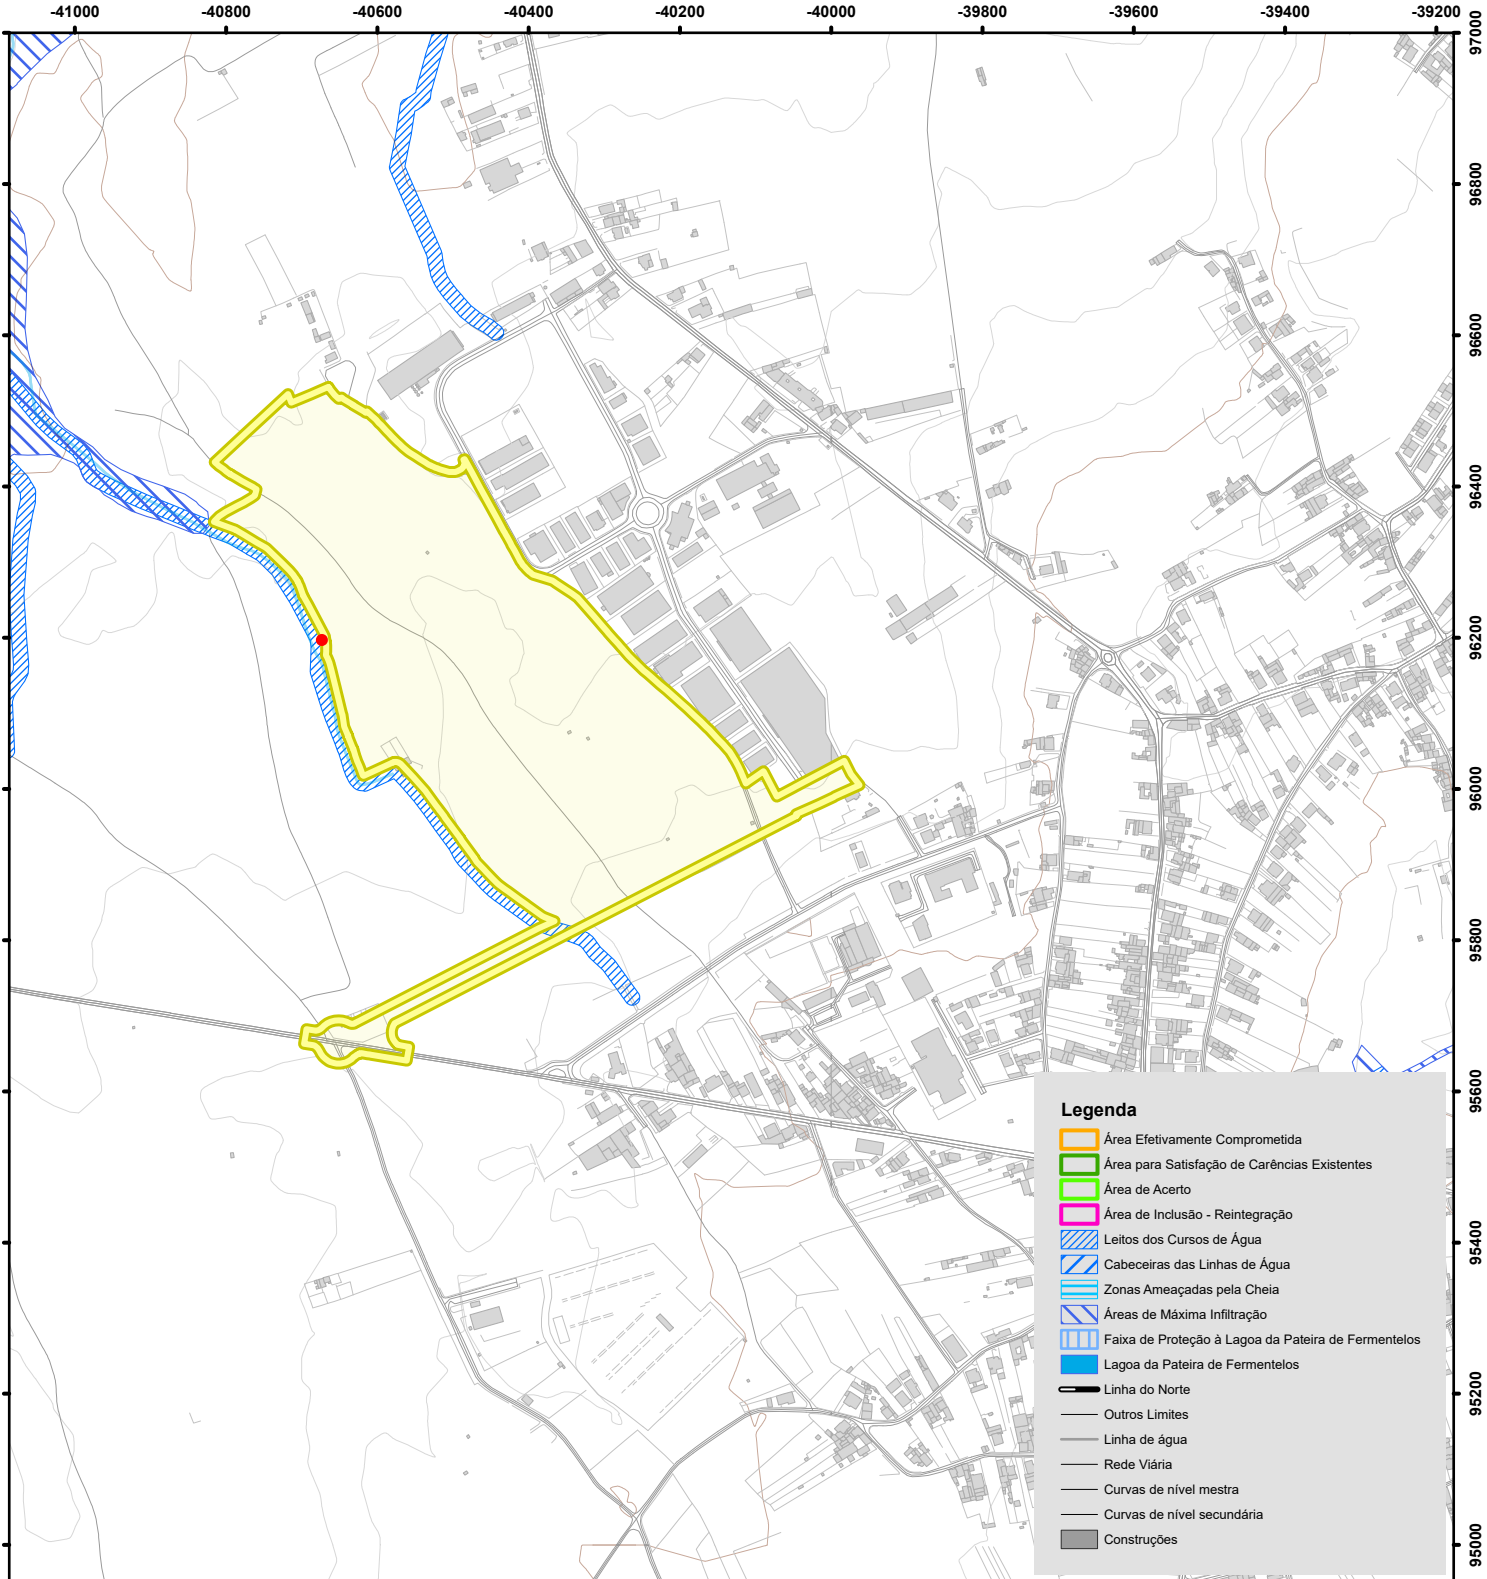 -41000 -40800 -40600 -40400 -40200 -40000 -39800 -39600 -39400 -39200
97000
96800
96600
96400
96200
96000
95800
95600
95400
95200
95000
Legenda
Área Efetivamente Comprometida
Área para Satisfação de Carências Existentes
Área de Acerto
Área de Inclusão - Reintegração
Leitos dos Cursos de Água
Cabeceiras das Linhas de Água
Zonas Ameaçadas pela Cheia
Áreas de Máxima Infiltração
Faixa de Proteção à Lagoa da Pateira de Fermentelos
Lagoa da Pateira de Fermentelos
Linha do Norte
Outros Limites
Linha de água
Rede Viária
Curvas de nível mestra
Curvas de nível secundária
Construções